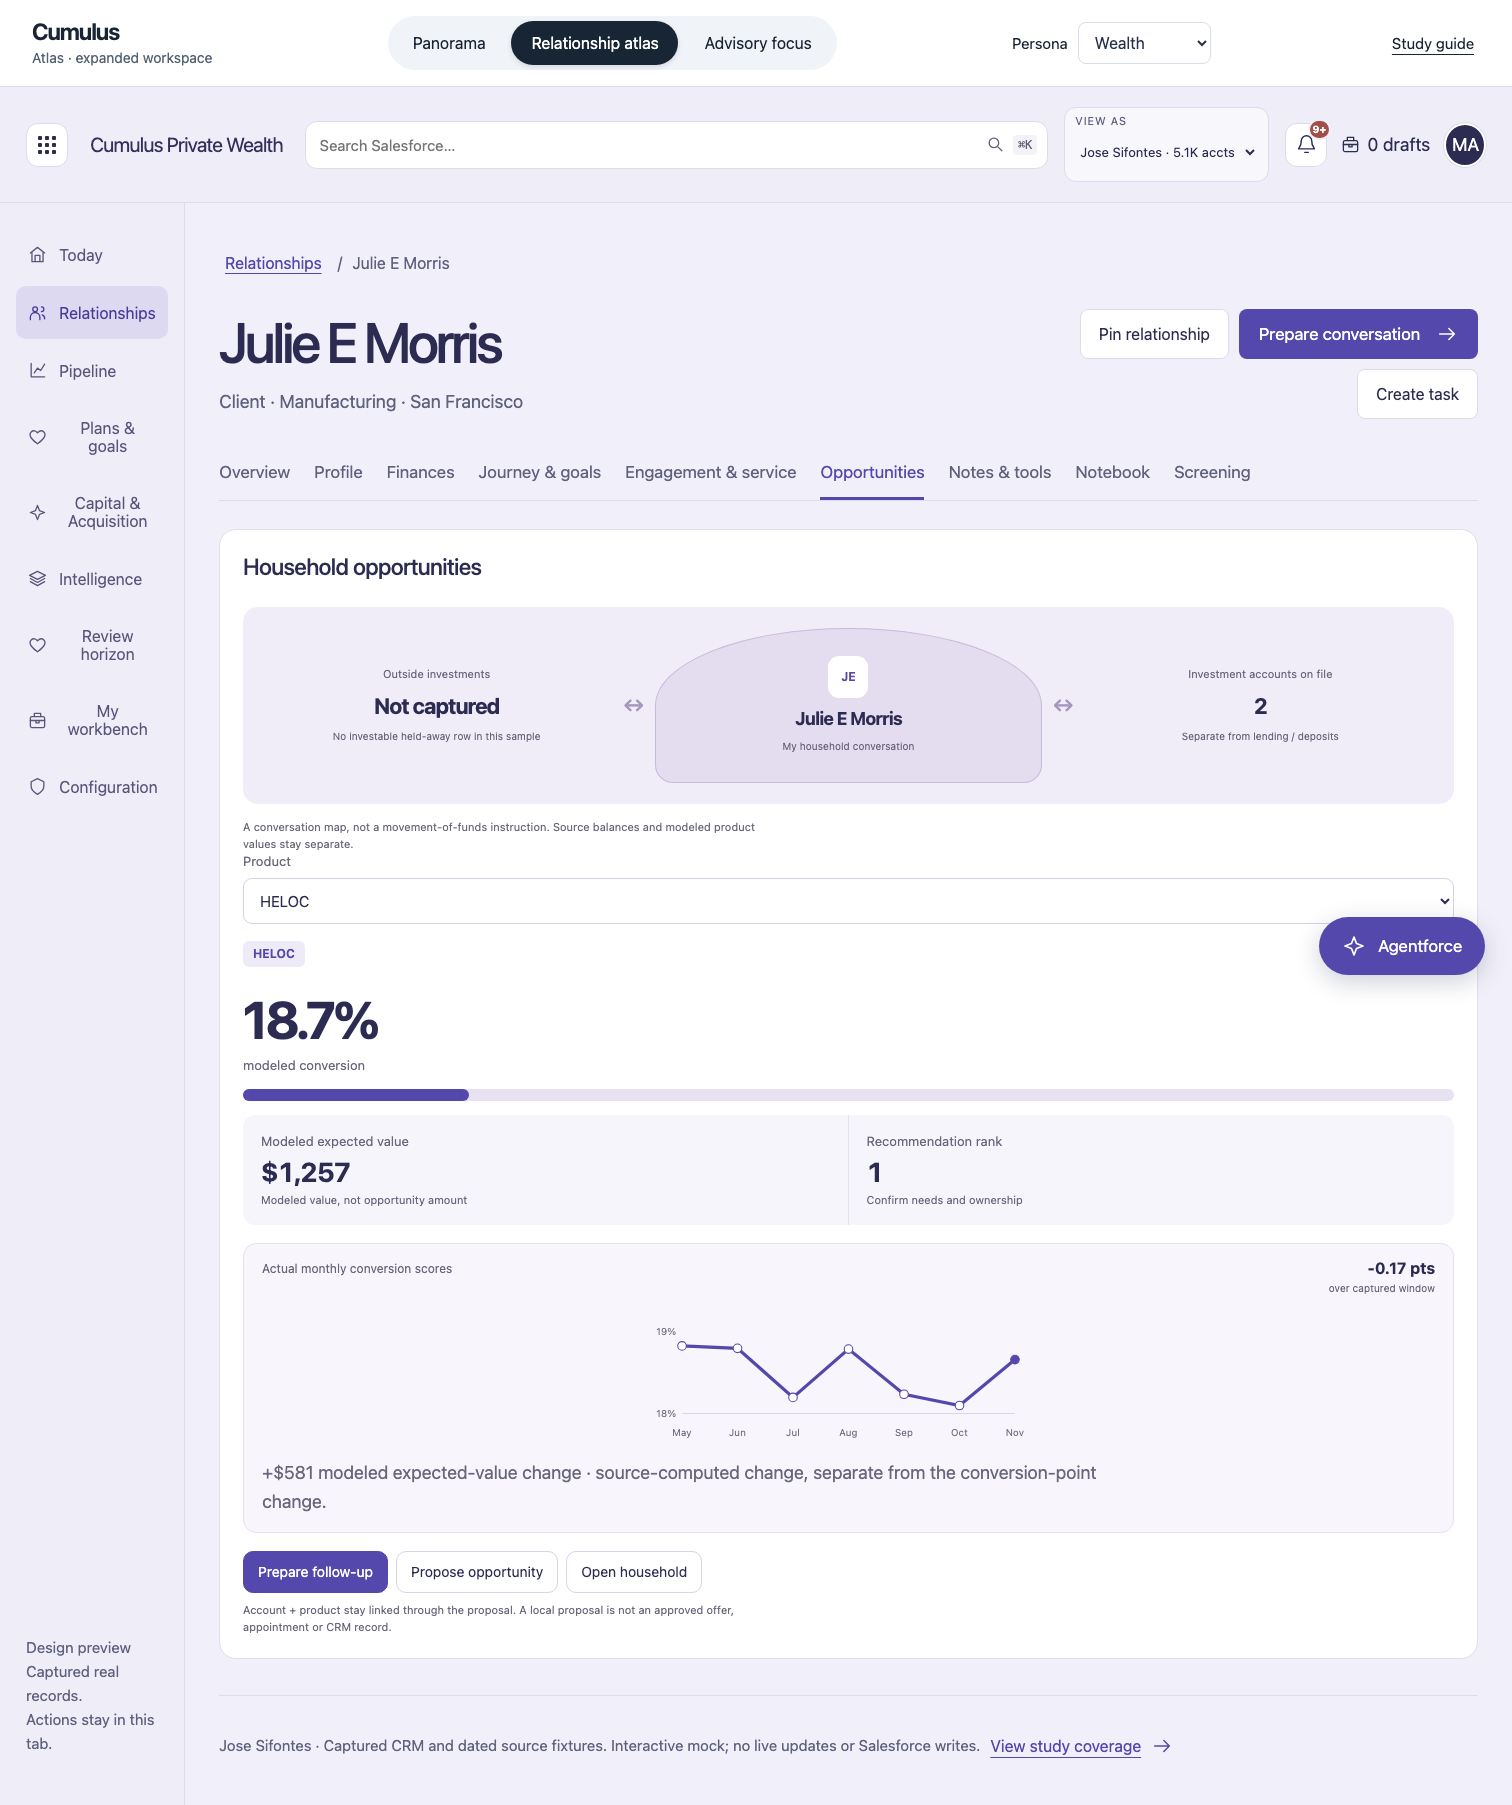 Cumulus
Atlas · expanded workspace
Panorama
Relationship atlas
Advisory focus
Persona
Wealth
Study guide
Cumulus Private Wealth
Search Salesforce...
⌘K
VIEW AS
Jose Sifontes · 5.1K accts
9+
0 drafts
MA
Today
Relationships
Pipeline
Plans &
goals
Capital &
Acquisition
Intelligence
Review
horizon
My
workbench
Configuration
Design preview
Captured real
records.
Actions stay in this
tab.
Relationships / Julie E Morris
Julie E Morris
Client · Manufacturing · San Francisco
Pin relationship
Prepare conversation
Create task
Overview
Profile
Finances
Journey & goals
Engagement & service
Opportunities
Notes & tools
Notebook
Screening
Household opportunities
Outside investments
Not captured
No investable held-away row in this sample
JE
Julie E Morris
My household conversation
Investment accounts on file
2
Separate from lending / deposits
A conversation map, not a movement-of-funds instruction. Source balances and modeled product
values stay separate.
Product
HELOC
Agentforce
HELOC
18.7%
modeled conversion
Modeled expected value
$1,257
Modeled value, not opportunity amount
Recommendation rank
1
Confirm needs and ownership
Actual monthly conversion scores
-0.17 pts
over captured window
19%
18%
May
Jun
Jul
Aug
Sep
Oct
Nov
+$581 modeled expected-value change · source-computed change, separate from the conversion-point
change.
Prepare follow-up
Propose opportunity
Open household
Account + product stay linked through the proposal. A local proposal is not an approved offer,
appointment or CRM record.
Jose Sifontes · Captured CRM and dated source fixtures. Interactive mock; no live updates or Salesforce writes. View study coverage